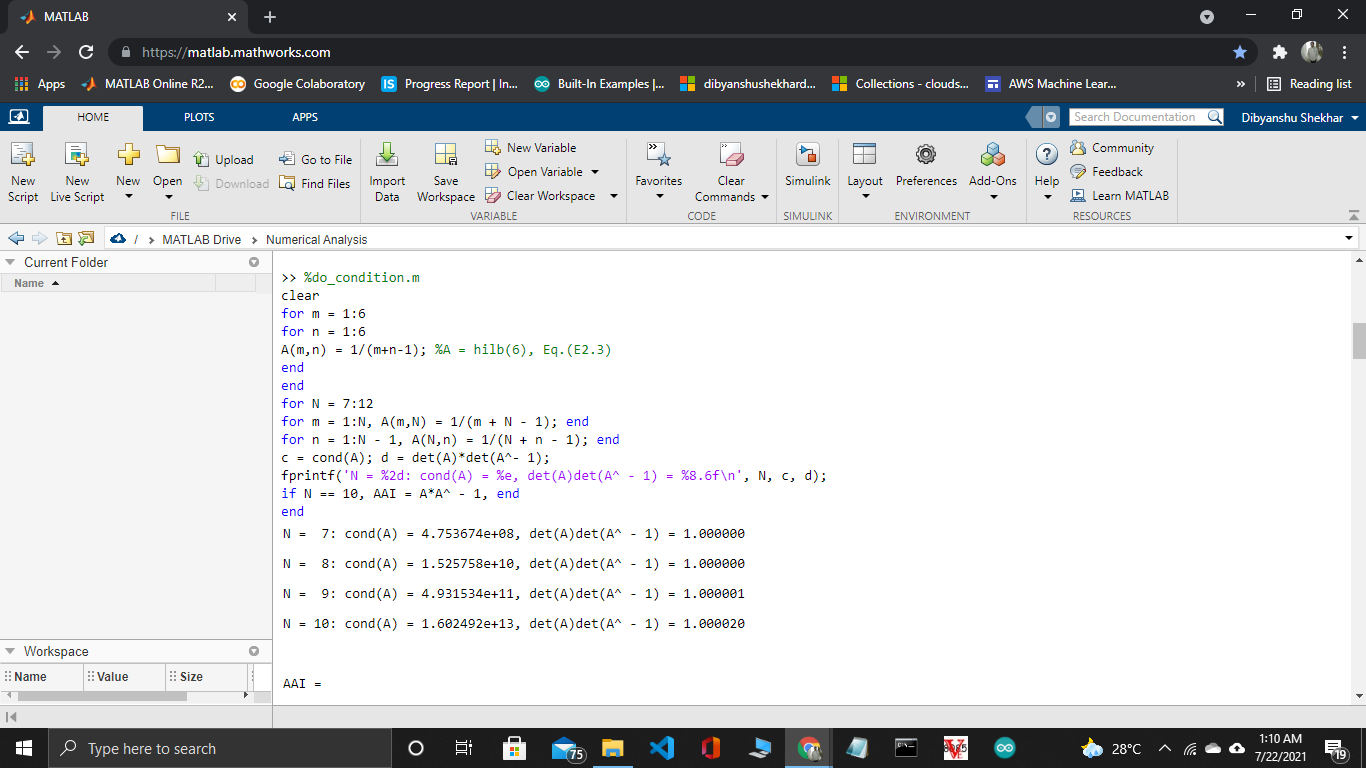 MATLAB
https://matlab.mathworks.com
Apps
MATLAB Online R2...
Google Colaboratory
Progress Report | In...
Built-In Examples |...
dibyanshushekhard...
Collections - clouds...
AWS Machine Lear...
»
Reading list
HOME
PLOTS
APPS
Search Documentation
Dibyanshu Shekhar
New Script
New Live Script
New
Open
Upload
Download
Go to File
Find Files
FILE
Import Data
Save Workspace
New Variable
Open Variable
Clear Workspace
VARIABLE
Favorites
Clear Commands
CODE
Simulink
SIMULINK
Layout
Preferences
Add-Ons
ENVIRONMENT
Help
Community
Feedback
Learn MATLAB
RESOURCES
/ > MATLAB Drive > Numerical Analysis
Current Folder
Name
>> %do_condition.m
clear
for m = 1:6
for n = 1:6
A(m,n) = 1/(m+n-1); %A = hilb(6), Eq.(E2.3)
end
end
for N = 7:12
for m = 1:N, A(m,N) = 1/(m + N - 1); end
for n = 1:N - 1, A(N,n) = 1/(N + n - 1); end
c = cond(A); d = det(A)*det(A^- 1);
fprintf('N = %2d: cond(A) = %e, det(A)det(A^ - 1) = %8.6f\n', N, c, d);
if N == 10, AAI = A*A^ - 1, end
end
N =  7: cond(A) = 4.753674e+08, det(A)det(A^ - 1) = 1.000000
N =  8: cond(A) = 1.525758e+10, det(A)det(A^ - 1) = 1.000000
N =  9: cond(A) = 4.931534e+11, det(A)det(A^ - 1) = 1.000001
N = 10: cond(A) = 1.602492e+13, det(A)det(A^ - 1) = 1.000020
AAI =
Workspace
Name
Value
Size
Type here to search
75
28°C
1:10 AM
7/22/2021
19